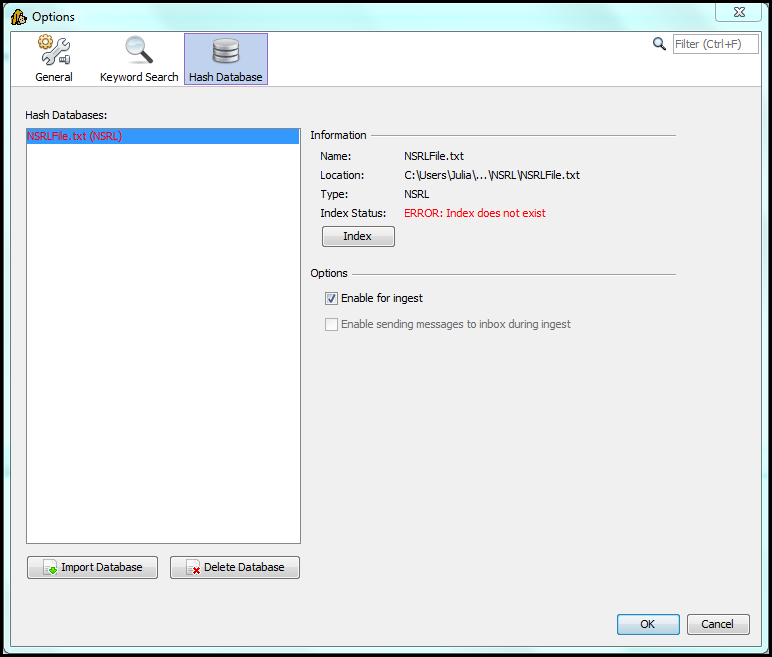 Options
General
Keyword Search
Hash Database
Filter (Ctrl+F)
Hash Databases:
NSRLFile.txt (NSRL)
Information
Name: NSRLFile.txt
Location: C:\Users\Julia\...\NSRL\NSRLFile.txt
Type: NSRL
Index Status: ERROR: Index does not exist
Index
Options
Enable for ingest
Enable sending messages to inbox during ingest
Import Database
Delete Database
OK
Cancel